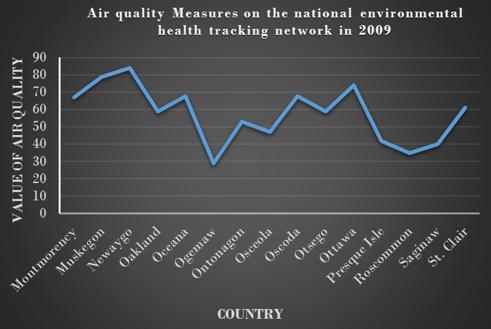 Air quality Measures on the national environmental
health tracking network in 2009
VALUE OF AIR QUALITY
90
80
70
60
50
40
30
20
10
0
Montmorency
Muskegon
Newaygo
Oakland
Oceana
Ogemaw
Ontonagon
Osceola
Oscoda
Otsego
Ottawa
Presque Isle
Roscommon
Saginaw
St. Clair
COUNTRY